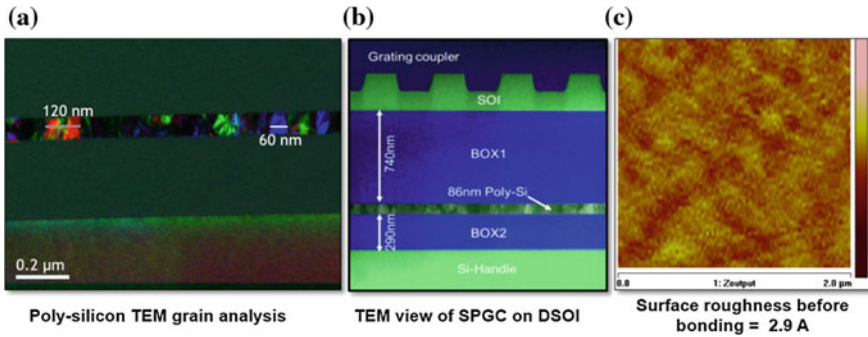 (a)
(b)
(c)
120 nm
60 nm
0.2 µm
Grating coupler
SOI
740nm
BOX1
86nm Poly-Si
290nm
BOX2
Si-Handle
0.0
1: Zoutput
2.0 µm
Poly-silicon TEM grain analysis
TEM view of SPGC on DSOI
Surface roughness before
bonding = 2.9 A